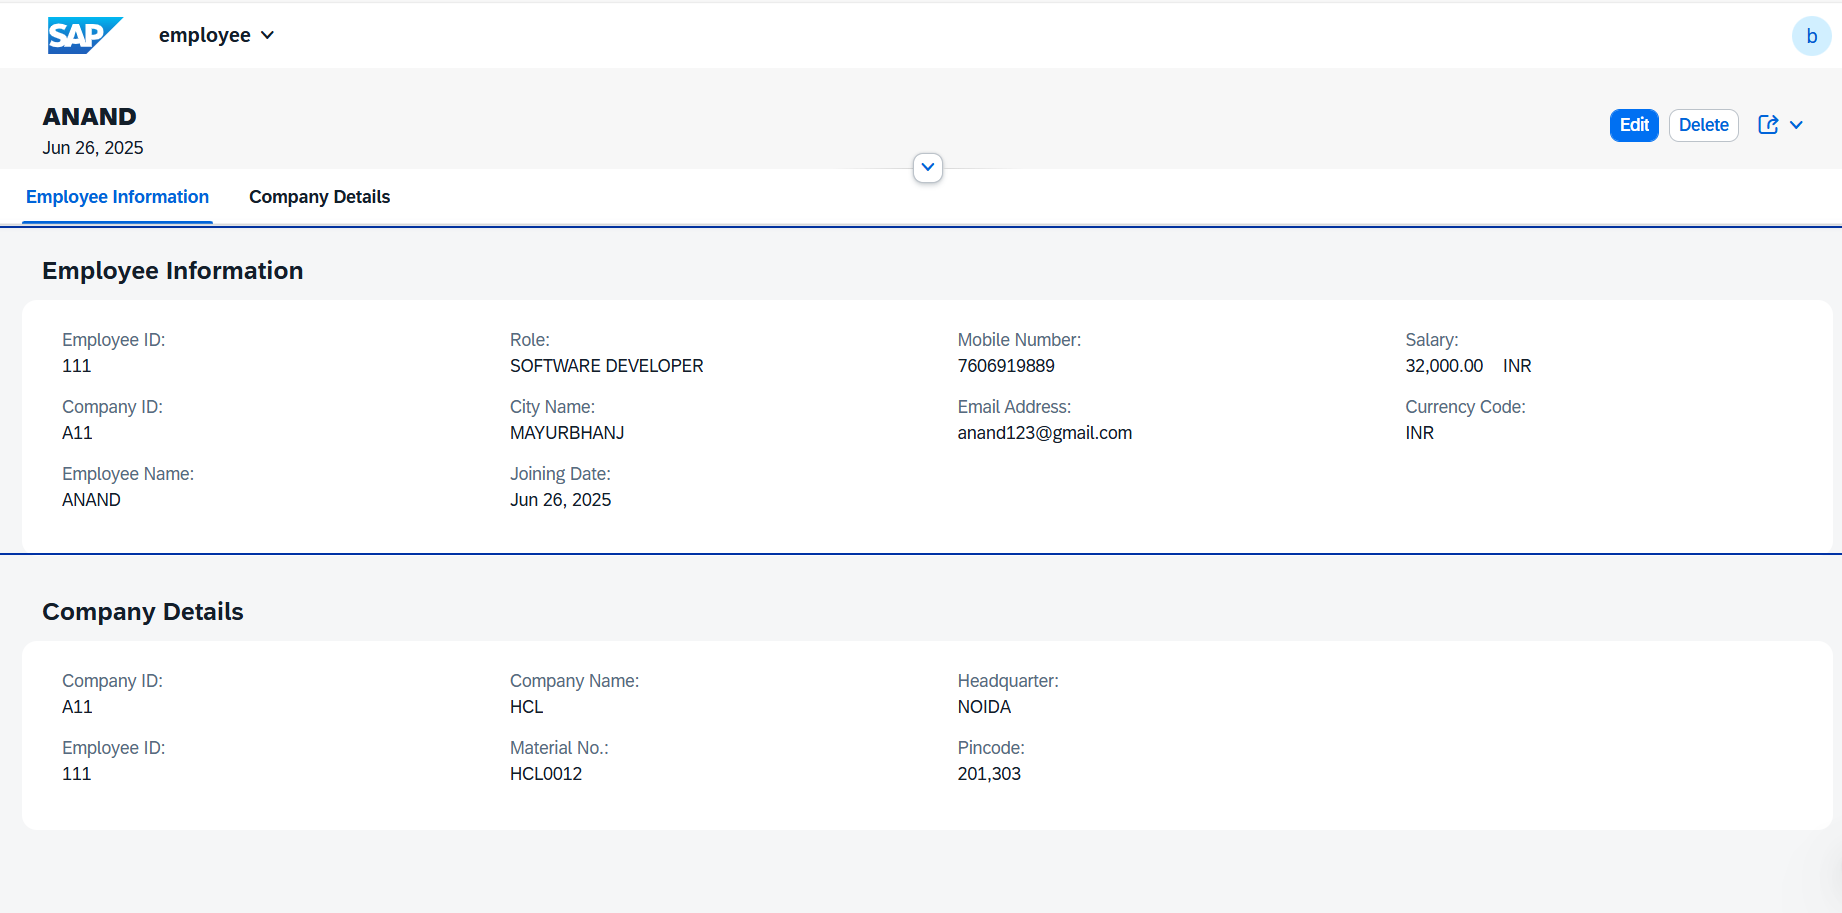 SAP employee
b
ANAND
Jun 26, 2025
Edit Delete
Employee Information Company Details
Employee Information
Employee ID: Role: Mobile Number: Salary:
111 SOFTWARE DEVELOPER 7606919889 32,000.00 INR
Company ID: City Name: Email Address: Currency Code:
A11 MAYURBHANJ anand123@gmail.com INR
Employee Name: Joining Date:
ANAND Jun 26, 2025
Company Details
Company ID: Company Name: Headquarter:
A11 HCL NOIDA
Employee ID: Material No.: Pincode:
111 HCL0012 201,303